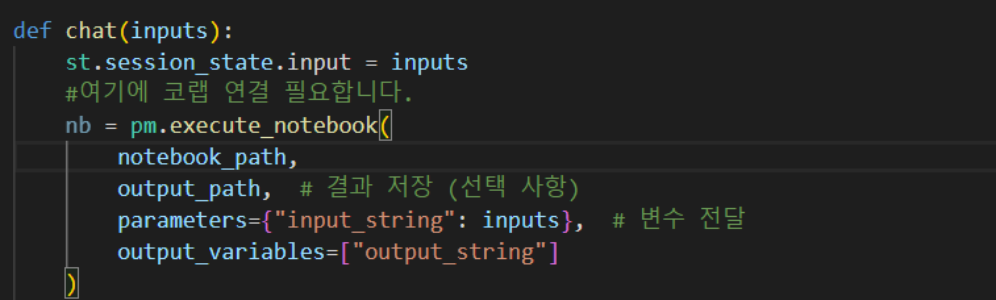 def chat(inputs):
    st.session_state.input = inputs
    #여기에 코랩 연결 필요합니다.
    nb = pm.execute_notebook(
        notebook_path,
        output_path,  # 결과 저장 (선택 사항)
        parameters={"input_string": inputs},  # 변수 전달
        output_variables=["output_string"]
    )